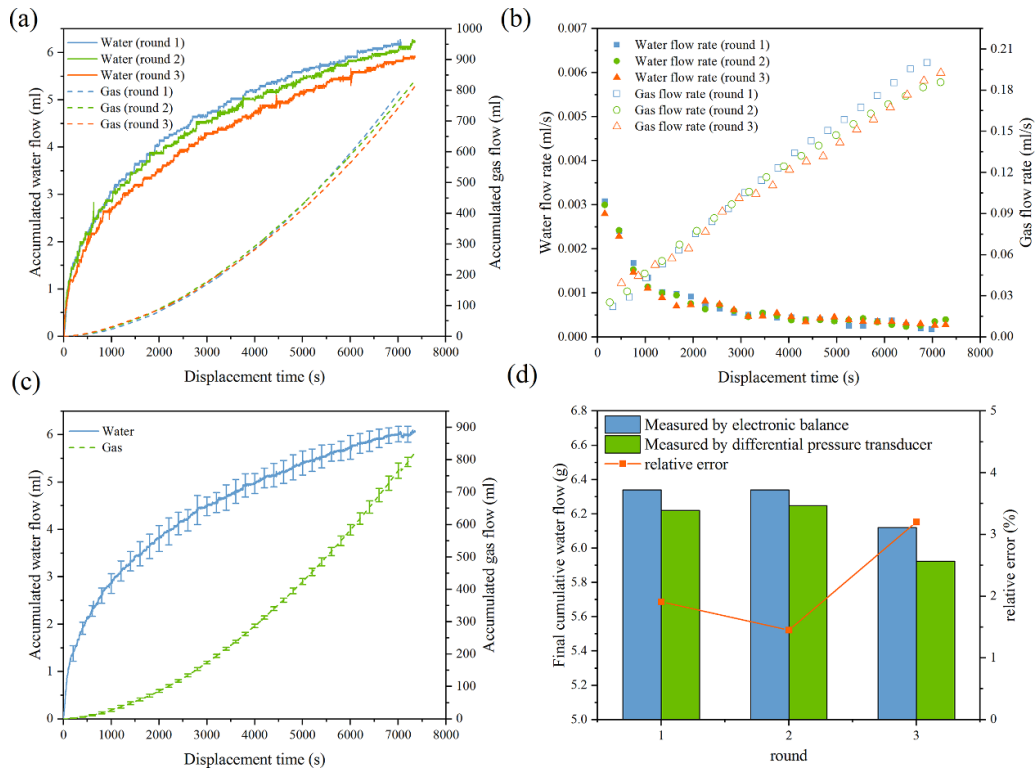 (a)
Water (round 1)
Water (round 2)
Water (round 3)
Gas (round 1)
Gas (round 2)
Gas (round 3)
Accumulated water flow (ml)
0
1
2
3
4
5
6
Accumulated gas flow (ml)
0
100
200
300
400
500
600
700
800
900
1000
0
1000
2000
3000
4000
5000
6000
7000
8000
Displacement time (s)
(b)
Water flow rate (round 1)
Water flow rate (round 2)
Water flow rate (round 3)
Gas flow rate (round 1)
Gas flow rate (round 2)
Gas flow rate (round 3)
Water flow rate (ml/s)
0.000
0.001
0.002
0.003
0.004
0.005
0.006
0.007
Gas flow rate (ml/s)
0.00
0.03
0.06
0.09
0.12
0.15
0.18
0.21
0
1000
2000
3000
4000
5000
6000
7000
8000
Displacement time (s)
(c)
Water
Gas
Accumulated water flow (ml)
0
1
2
3
4
5
6
Accumulated gas flow (ml)
0
100
200
300
400
500
600
700
800
900
0
1000
2000
3000
4000
5000
6000
7000
8000
Displacement time (s)
(d)
Measured by electronic balance
Measured by differential pressure transducer
relative error
Final cumulative water flow (g)
5.0
5.2
5.4
5.6
5.8
6.0
6.2
6.4
6.6
6.8
relative error (%)
0
1
2
3
4
5
1
2
3
round